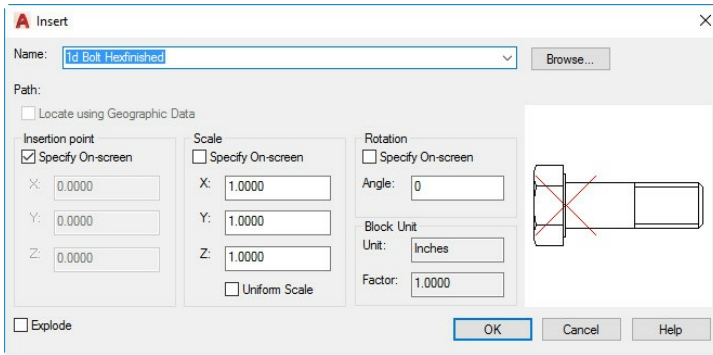 A Insert
Name: 1d Bolt Hexfinished Browse...
Path:
Locate using Geographic Data
Insertion point
Specify On-screen
X: 0.0000
Y: 0.0000
Z: 0.0000
Scale
Specify On-screen
X: 1.0000
Y: 1.0000
Z: 1.0000
Uniform Scale
Rotation
Specify On-screen
Angle: 0
Block Unit
Unit: Inches
Factor: 1.0000
Explode
OK Cancel Help